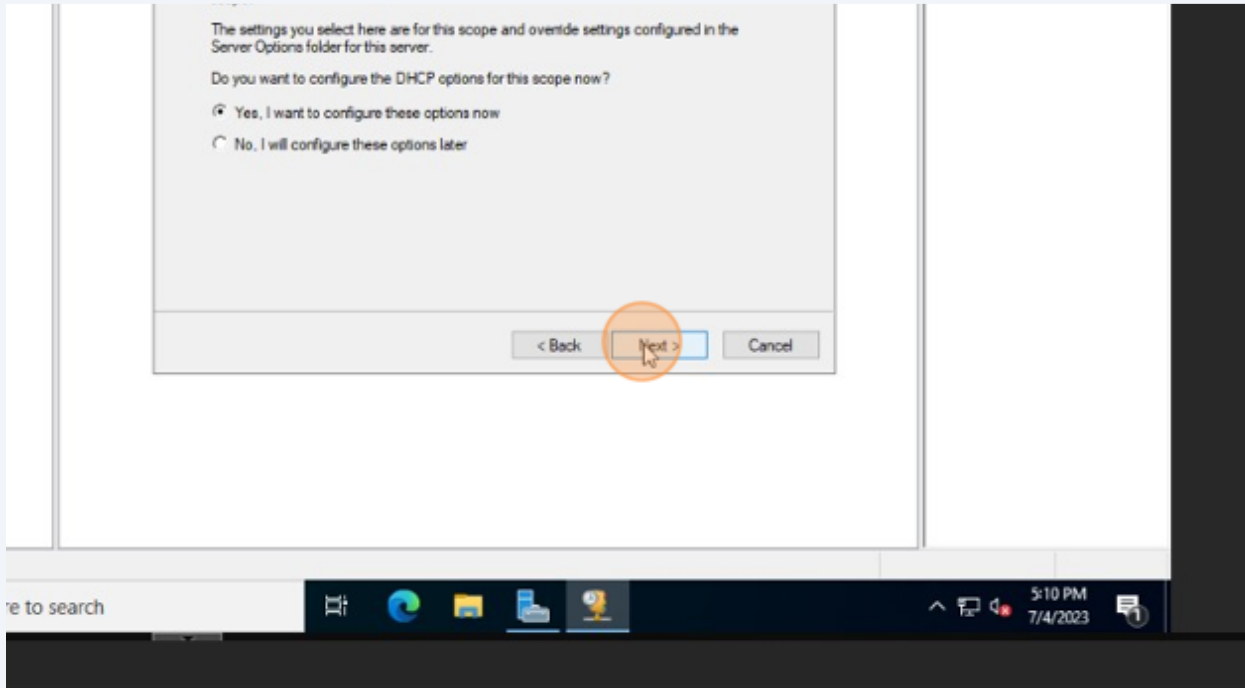 The settings you select here are for this scope and override settings configured in the
Server Options folder for this server.
Do you want to configure the DHCP options for this scope now?
Yes, I want to configure these options now
No, I will configure these options later
< Back
Next >
Cancel
re to search
5:10 PM
7/4/2023
1